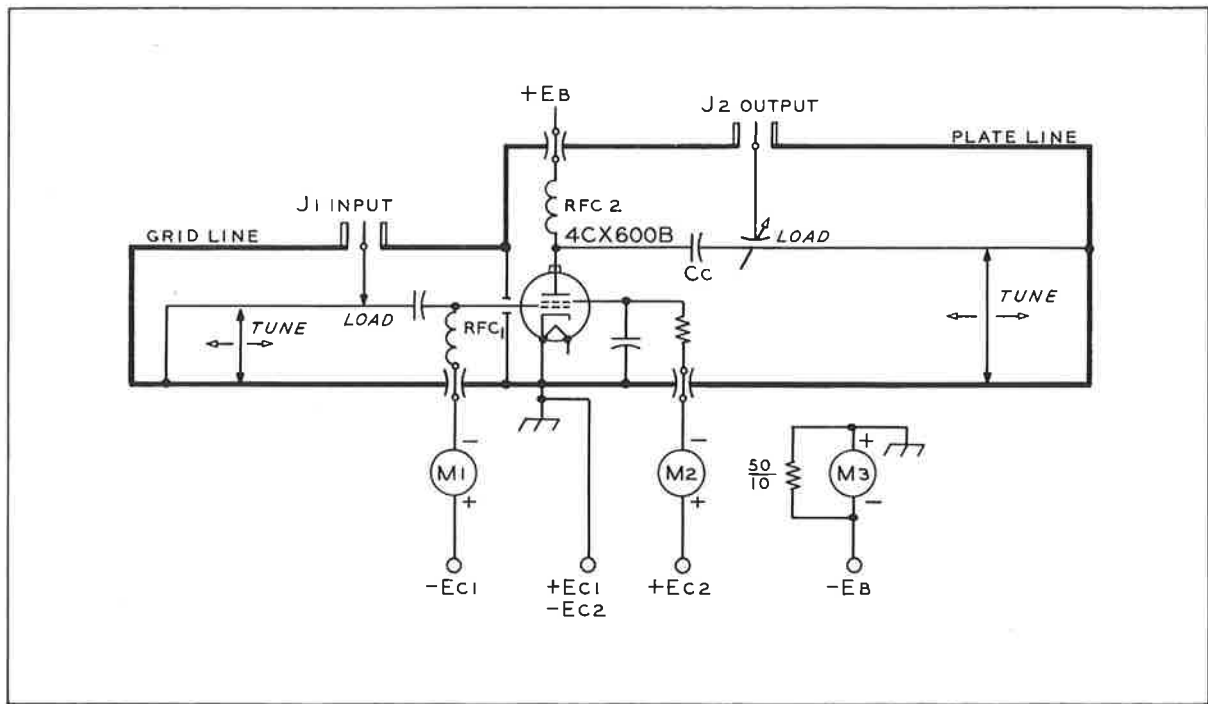 +EB
J2 OUTPUT
PLATE LINE
J1 INPUT
RFC 2
GRID LINE
4CX600B
LOAD
CC
TUNE
LOAD
RFC1
TUNE
−
M1
+
−
M2
+
50
10
+
M3
−
−EC1
+EC1
−EC2
+EC2
−EB